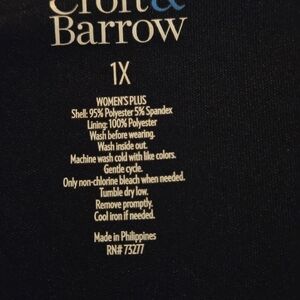 Croft &
Barrow
1X
WOMEN'S PLUS
Shell: 95% Polyester 5% Spandex
Lining: 100% Polyester
Wash before wearing.
Wash inside out.
Machine wash cold with like colors.
Gentle cycle.
Only non-chlorine bleach when needed.
Tumble dry low.
Remove promptly.
Cool iron if needed.
Made in Philippines
RN# 73277